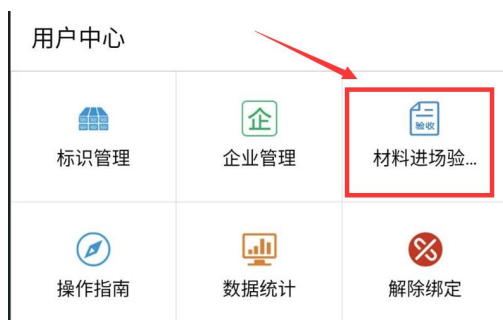 用户中心
企
验收
标识管理
企业管理
材料进场验...
操作指南
数据统计
解除绑定